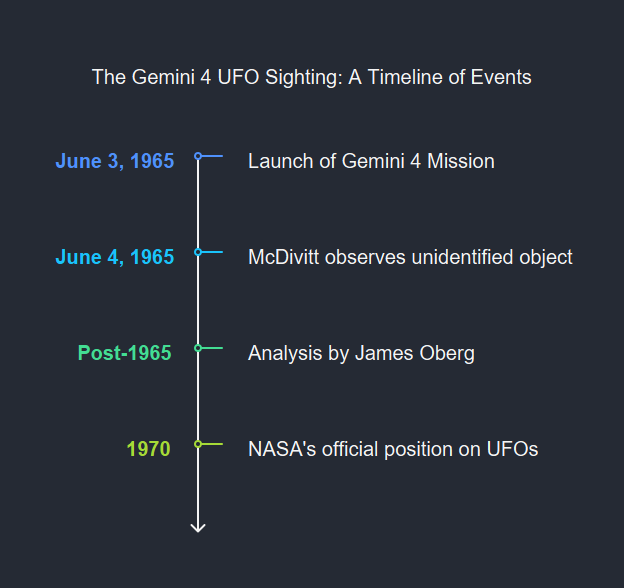 The Gemini 4 UFO Sighting: A Timeline of Events
June 3, 1965 Launch of Gemini 4 Mission
June 4, 1965 McDivitt observes unidentified object
Post-1965 Analysis by James Oberg
1970 NASA's official position on UFOs